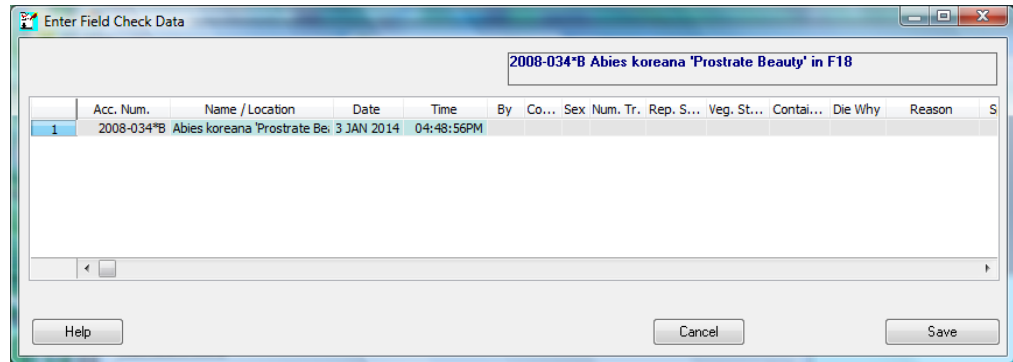 Enter Field Check Data
2008-034*B Abies koreana 'Prostrate Beauty' in F18
Acc. Num. Name / Location Date Time By Co... Sex Num. Tr. Rep. S... Veg. St... Contai... Die Why Reason S
1 2008-034*B Abies koreana 'Prostrate Be 3 JAN 2014 04:48:56PM
Help Cancel Save